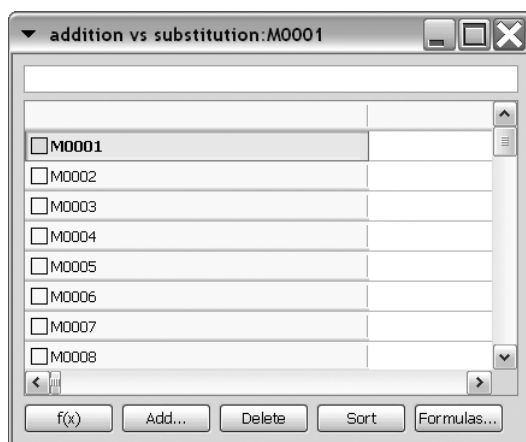 addition vs substitution:M0001
M0001
M0002
M0003
M0004
M0005
M0006
M0007
M0008
f(x) Add... Delete Sort Formulas...